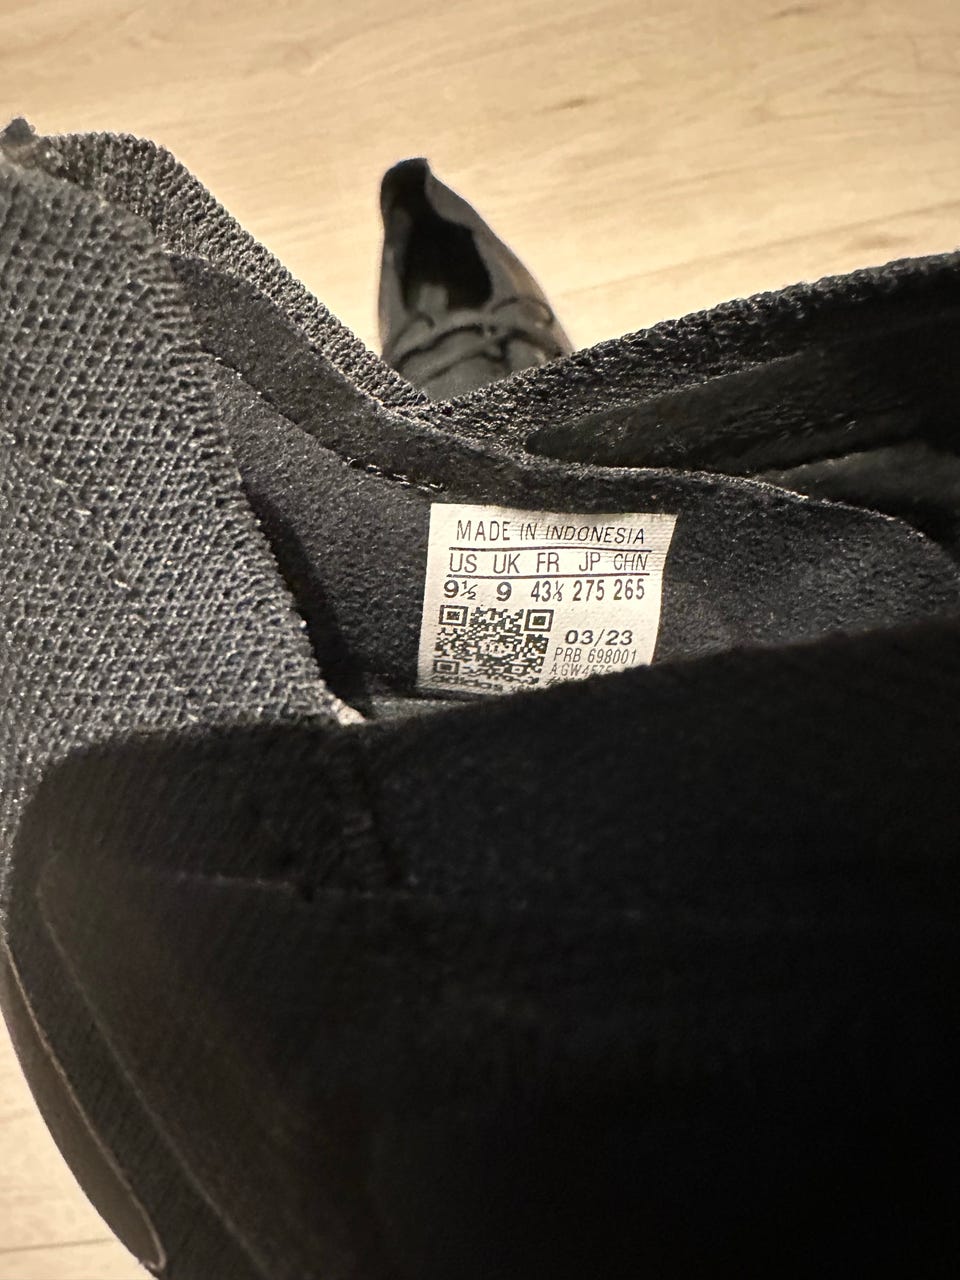 MADE IN INDONESIA
US UK FR JP CHN
9½ 9 43⅓ 275 265
03/23
PRB 698001